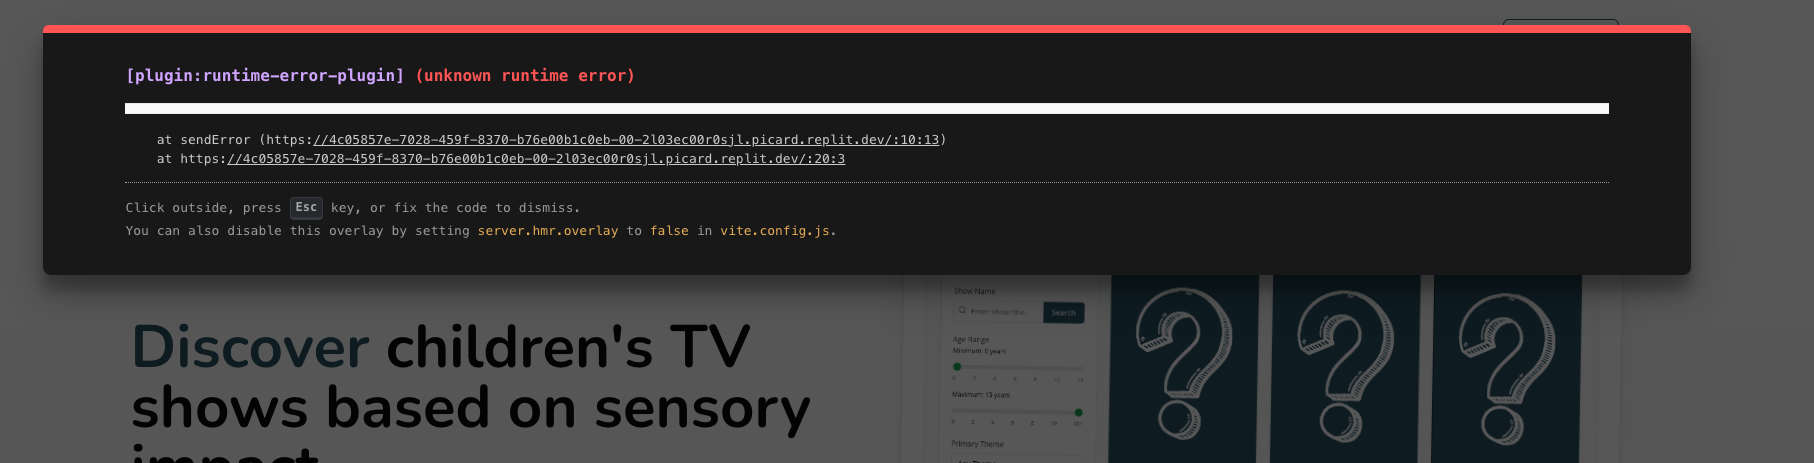 [plugin:runtime-error-plugin] (unknown runtime error)
at sendError (https://4c05857e-7028-459f-8370-b76e00b1c0eb-00-2l03ec00r0sjl.picard.replit.dev/:10:13)
at https://4c05857e-7028-459f-8370-b76e00b1c0eb-00-2l03ec00r0sjl.picard.replit.dev/:20:3
Click outside, press Esc key, or fix the code to dismiss.
You can also disable this overlay by setting server.hmr.overlay to false in vite.config.js.
Discover children's TV
shows based on sensory
impact
Show Name
Enter show title...
Search
Age Range
Minimum: 0 years
Maximum: 13 years
Primary Theme